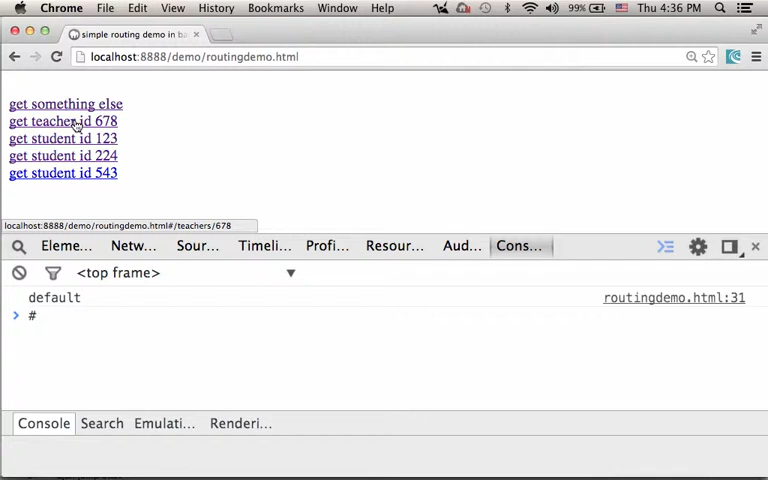 Chrome File Edit View History Bookmarks Window Help 99% Thu 4:36 PM
simple routing demo in ba
localhost:8888/demo/routingdemo.html
get something else
get teacher id 678
get student id 123
get student id 224
get student id 543
localhost:8888/demo/routingdemo.html#/teachers/678
Eleme... Netw... Sour... Timeli... Profi... Resour... Aud... Cons...
<top frame>
default routingdemo.html:31
> #
Console Search Emulati... Renderi...